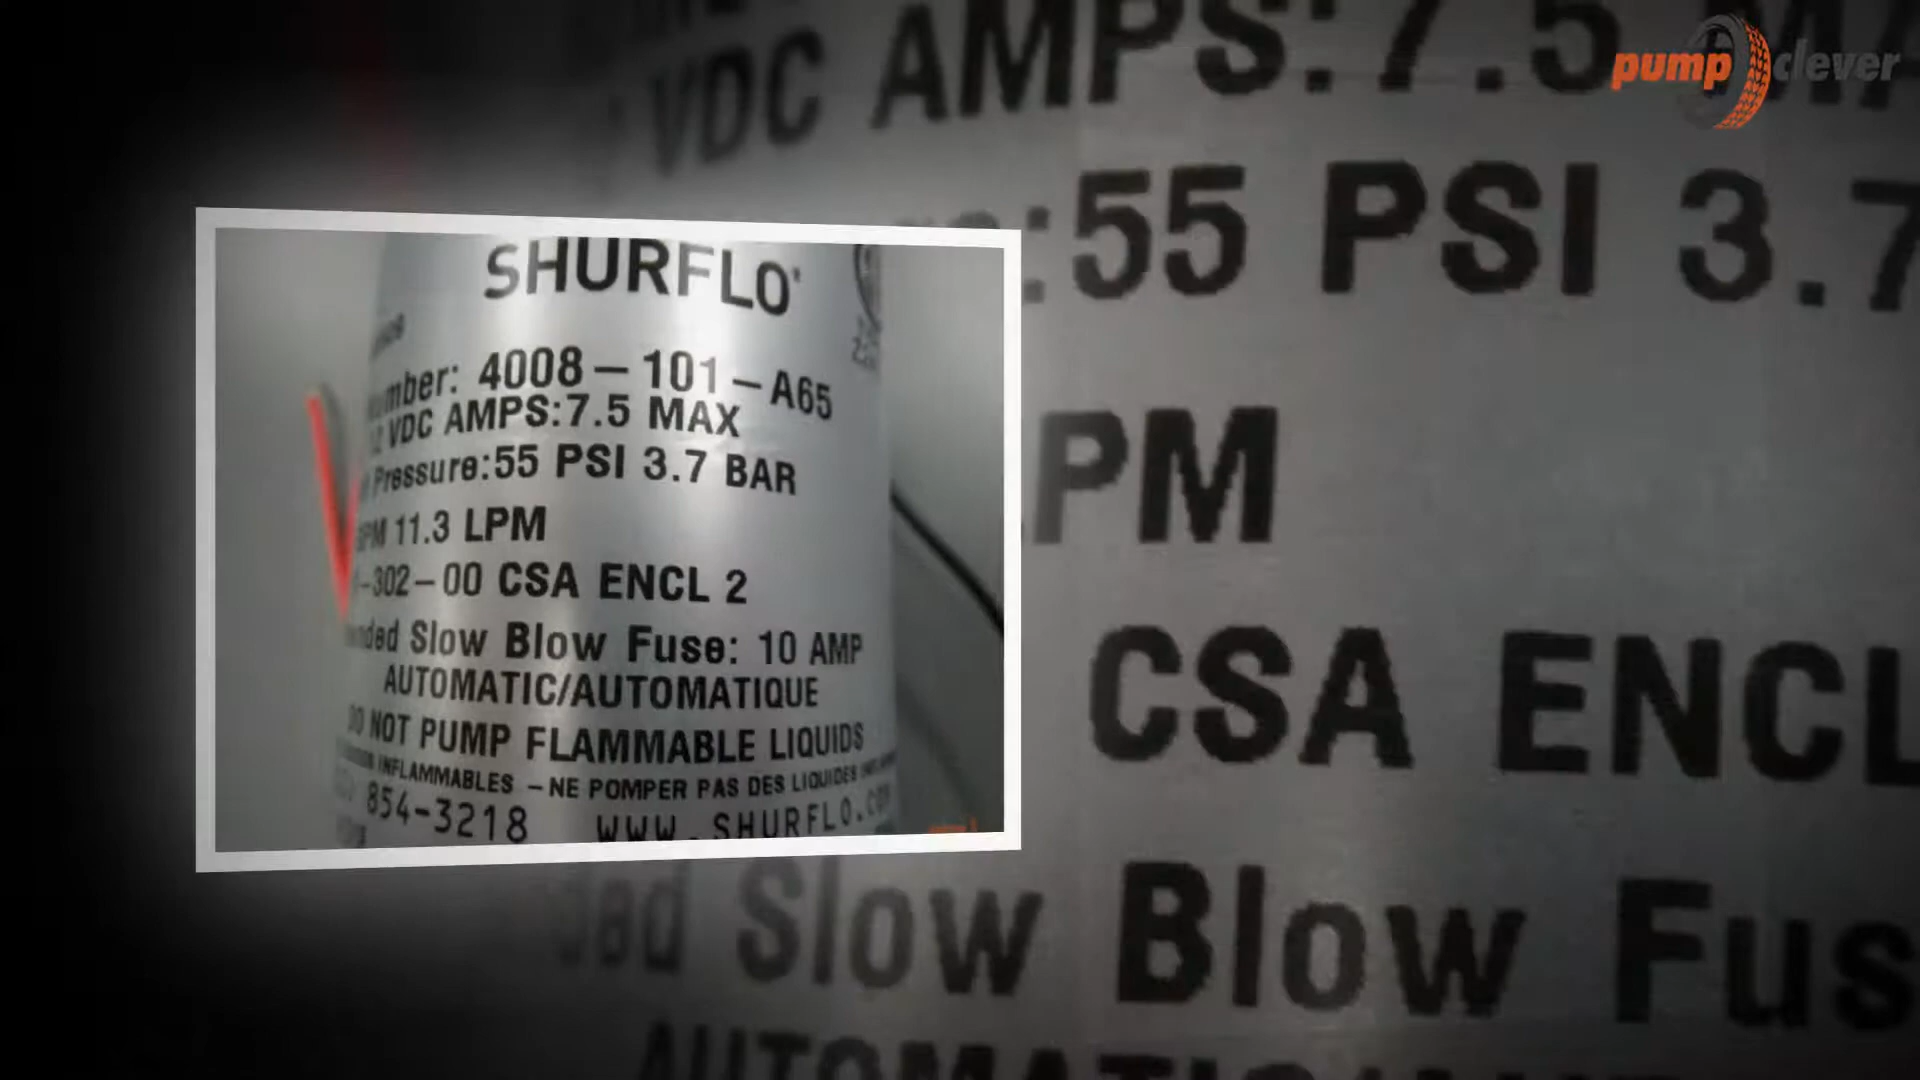 pump clever
SHURFLO
4008-101-A65
VDC AMPS:7.5 MAX
Pressure:55 PSI 3.7 BAR
11.3 LPM
-302-00 CSA ENCL 2
Slow Blow Fuse: 10 AMP
AUTOMATIC/AUTOMATIQUE
NOT PUMP FLAMMABLE LIQUIDS
INFLAMMABLES - NE POMPER PAS DES LIQUIDES
854-3218 WWW.SHURFLO.
VDC AMPS:7.5
:55 PSI 3.7
PM
CSA ENCL
Slow Blow Fus